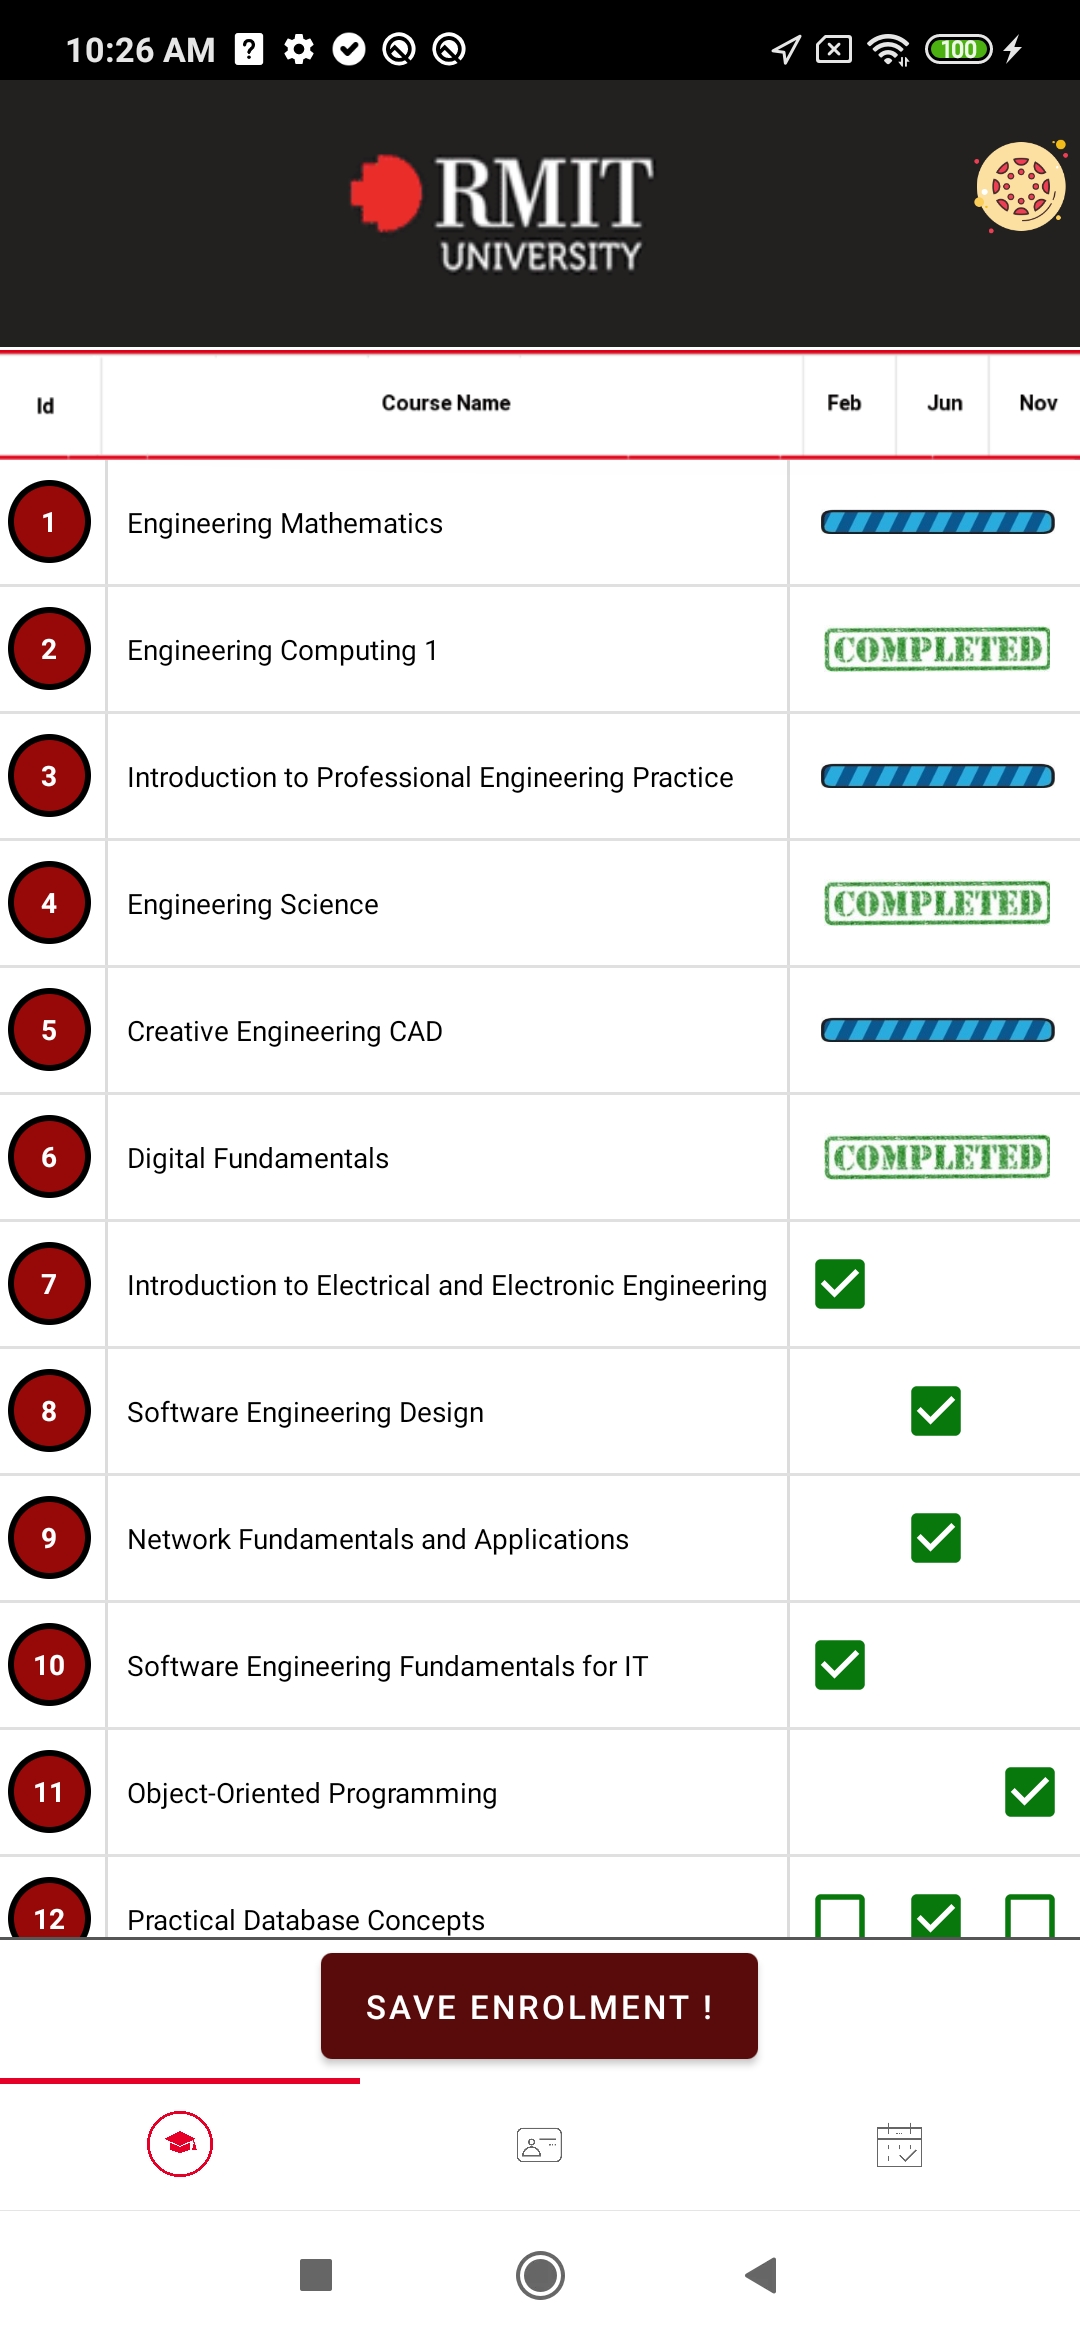 10:26 AM
100
RMIT
UNIVERSITY
Id Course Name Feb Jun Nov
1 Engineering Mathematics
2 Engineering Computing 1 COMPLETED
3 Introduction to Professional Engineering Practice
4 Engineering Science COMPLETED
5 Creative Engineering CAD
6 Digital Fundamentals COMPLETED
7 Introduction to Electrical and Electronic Engineering
8 Software Engineering Design
9 Network Fundamentals and Applications
10 Software Engineering Fundamentals for IT
11 Object-Oriented Programming
12 Practical Database Concepts
SAVE ENROLMENT !